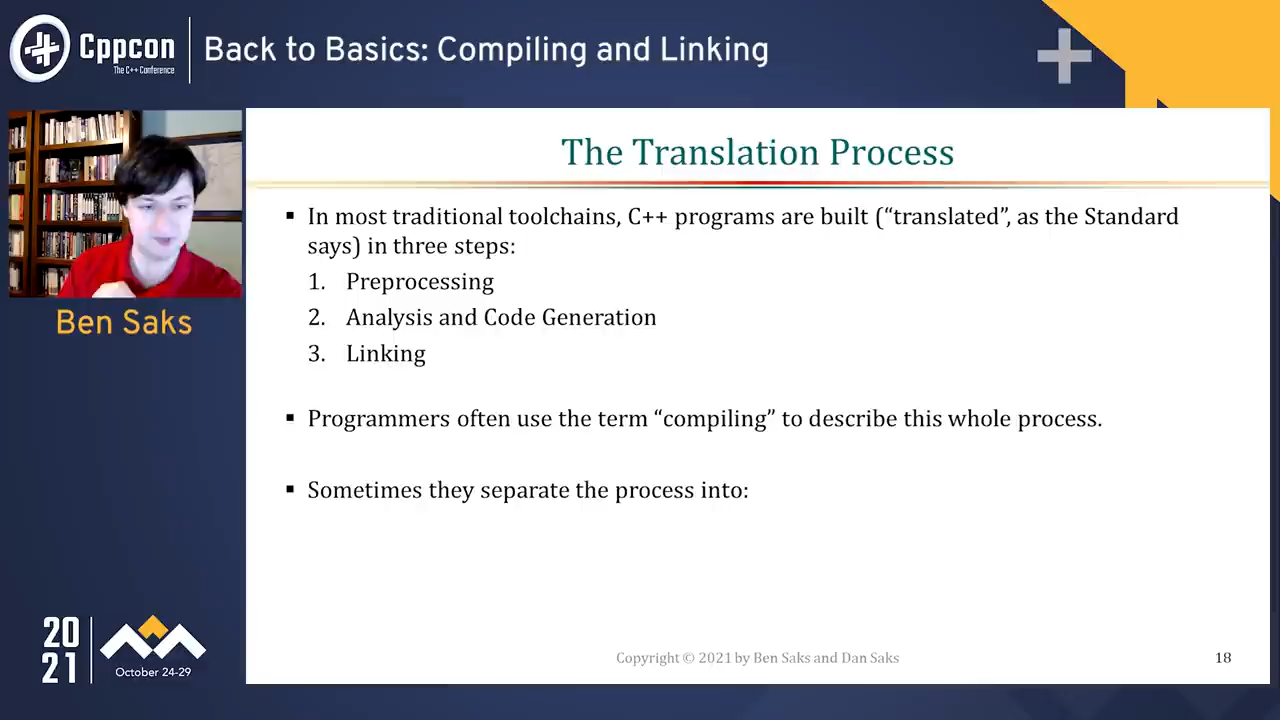 Cppcon
The C++ Conference
Back to Basics: Compiling and Linking
Ben Saks
The Translation Process
▪ In most traditional toolchains, C++ programs are built (“translated”, as the Standard
says) in three steps:
1. Preprocessing
2. Analysis and Code Generation
3. Linking
▪ Programmers often use the term “compiling” to describe this whole process.
▪ Sometimes they separate the process into:
20
21
October 24-29
Copyright © 2021 by Ben Saks and Dan Saks
18